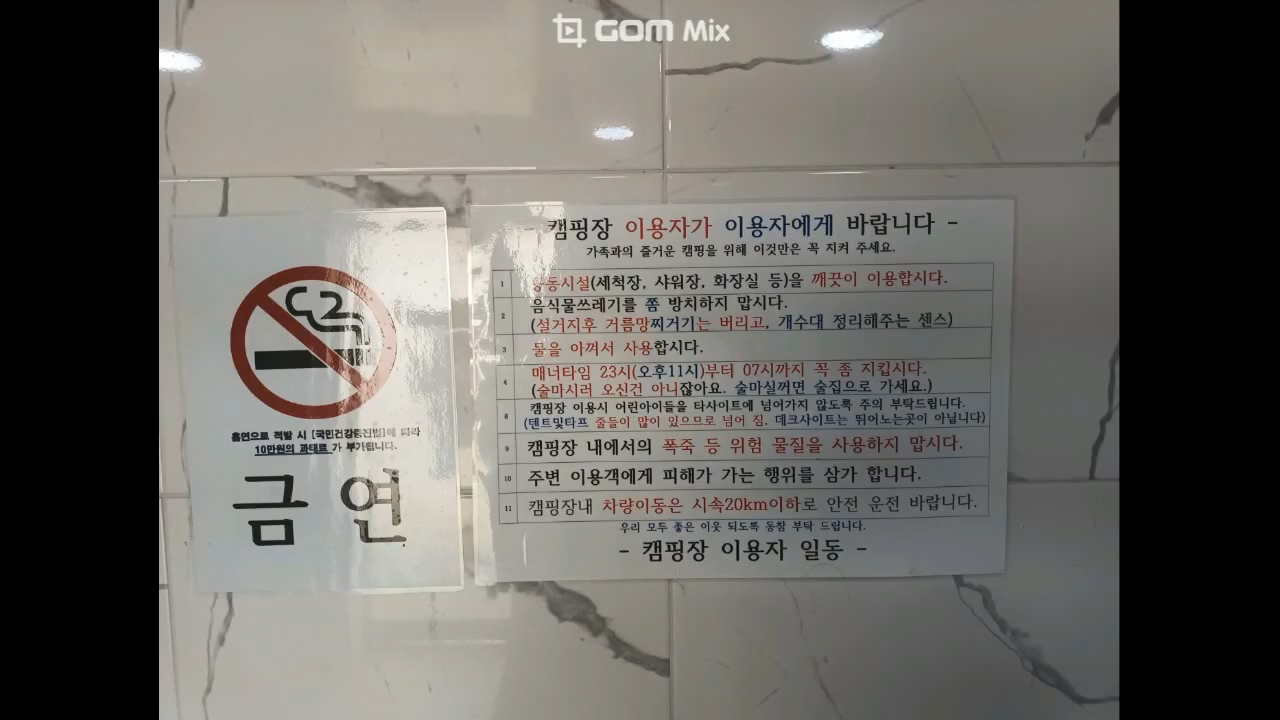 GOM Mix
흡연으로 적발 시 [국민건강증진법]에 따라
10만원의 과태료가 부가됩니다.
금연
- 캠핑장 이용자가 이용자에게 바랍니다 -
가족과의 즐거운 캠핑을 위해 이것만은 꼭 지켜 주세요.
1 공동시설(세척장, 샤워장, 화장실 등)을 깨끗이 이용합시다.
2 음식물쓰레기를 쫌 방치하지 맙시다.
(설거지후 거름망찌거기는 버리고, 개수대 정리해주는 센스)
3 물을 아껴서 사용합시다.
4 매너타임 23시(오후11시)부터 07시까지 꼭 좀 지킵시다.
(술마시러 오신건 아니잖아요. 술마실꺼면 술집으로 가세요.)
8 캠핑장 이용시 어린아이들을 타사이트에 넘어가지 않도록 주의 부탁드립니다.
(텐트및타프 줄들이 많이 있으므로 넘어 짐, 데크사이트는 뛰어노는곳이 아닙니다)
9 캠핑장 내에서의 폭죽 등 위험 물질을 사용하지 맙시다.
10 주변 이용객에게 피해가 가는 행위를 삼가 합니다.
11 캠핑장내 차량이동은 시속20km이하로 안전 운전 바랍니다.
우리 모두 좋은 이웃 되도록 동참 부탁 드립니다.
- 캠핑장 이용자 일동 -